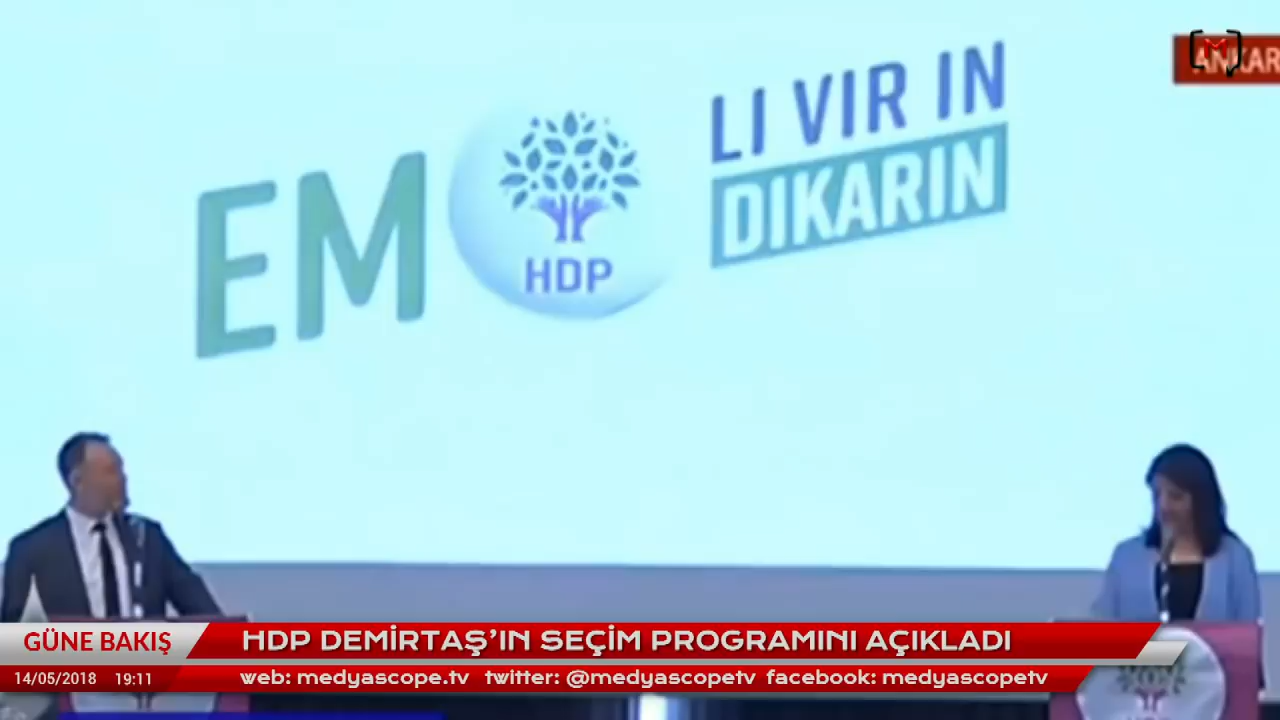 LI VIR IN
ANKAR
EM
HDP
DIKARIN
GÜNE BAKIŞ
HDP DEMİRTAŞ’IN SEÇİM PROGRAMINI AÇIKLADI
14/05/2018 19:11
web: medyascope.tv twitter: @medyascopetv facebook: medyascopetv